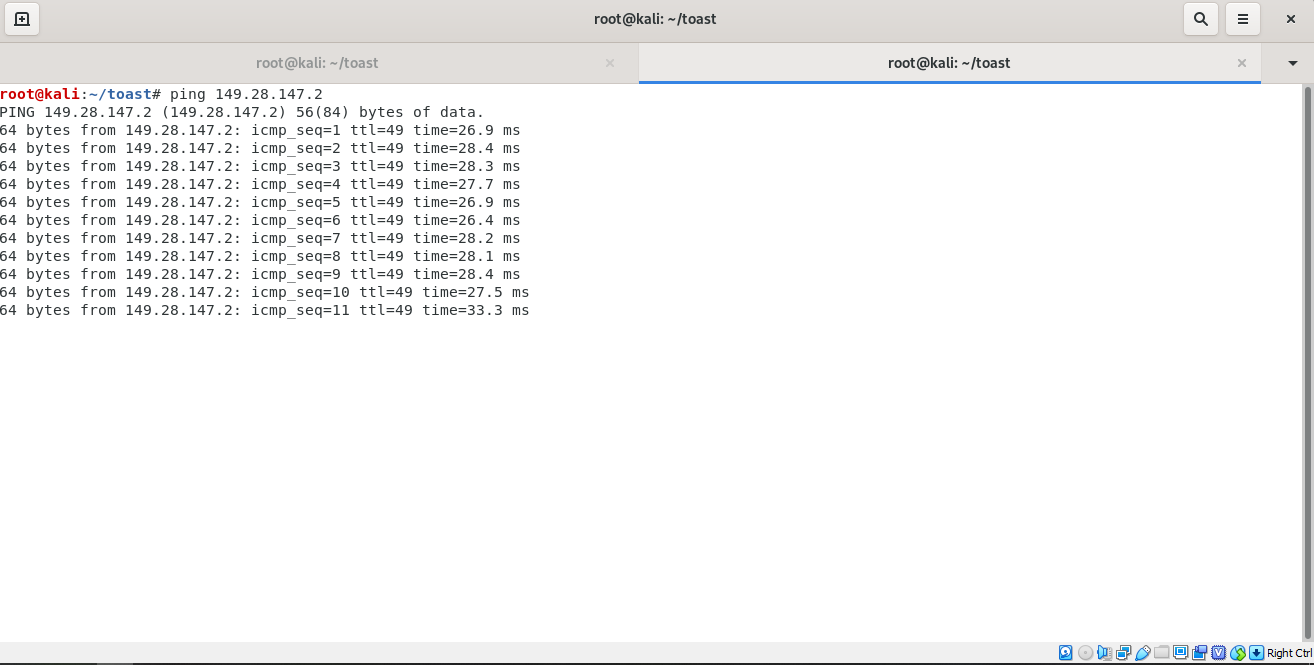 root@kali: ~/toast
root@kali: ~/toast
root@kali: ~/toast
root@kali:~/toast# ping 149.28.147.2
PING 149.28.147.2 (149.28.147.2) 56(84) bytes of data.
64 bytes from 149.28.147.2: icmp_seq=1 ttl=49 time=26.9 ms
64 bytes from 149.28.147.2: icmp_seq=2 ttl=49 time=28.4 ms
64 bytes from 149.28.147.2: icmp_seq=3 ttl=49 time=28.3 ms
64 bytes from 149.28.147.2: icmp_seq=4 ttl=49 time=27.7 ms
64 bytes from 149.28.147.2: icmp_seq=5 ttl=49 time=26.9 ms
64 bytes from 149.28.147.2: icmp_seq=6 ttl=49 time=26.4 ms
64 bytes from 149.28.147.2: icmp_seq=7 ttl=49 time=28.2 ms
64 bytes from 149.28.147.2: icmp_seq=8 ttl=49 time=28.1 ms
64 bytes from 149.28.147.2: icmp_seq=9 ttl=49 time=28.4 ms
64 bytes from 149.28.147.2: icmp_seq=10 ttl=49 time=27.5 ms
64 bytes from 149.28.147.2: icmp_seq=11 ttl=49 time=33.3 ms
Right Ctrl